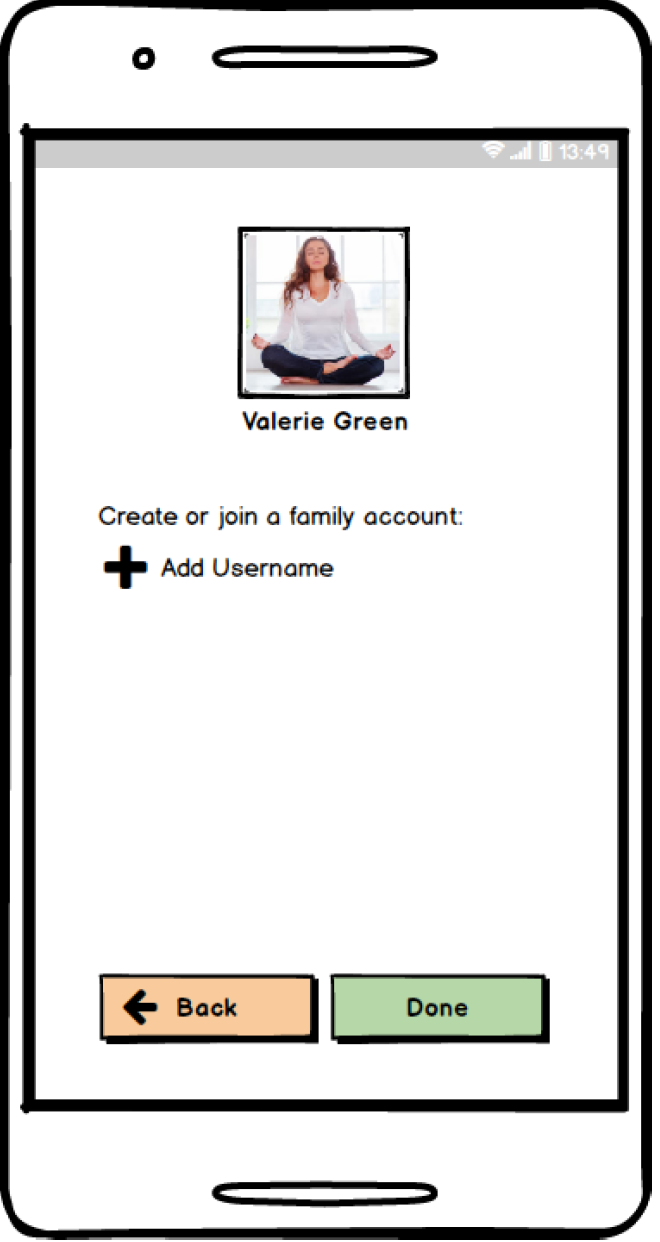 13:49
Valerie Green
Create or join a family account:
Add Username
Back
Done